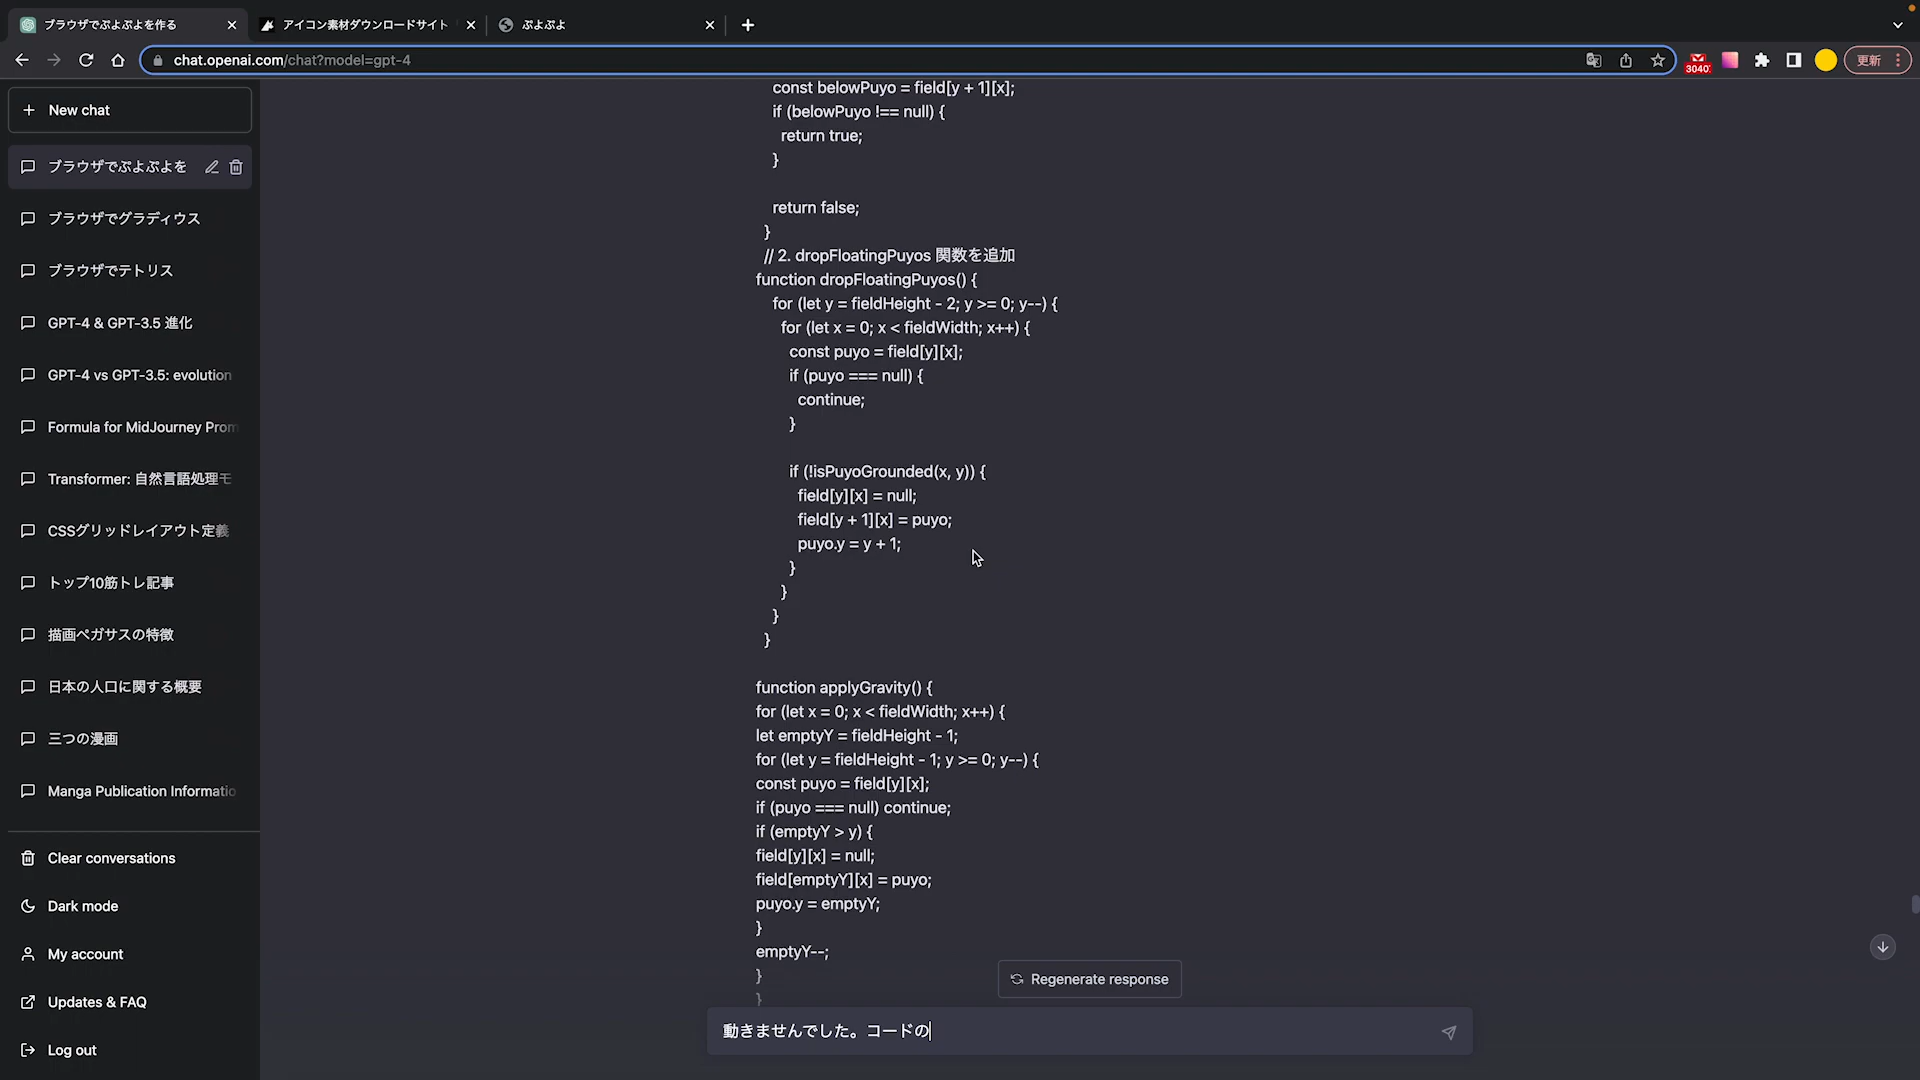 ブラウザでぷよぷよを作る
アイコン素材ダウンロードサイト
ぷよぷよ
chat.openai.com/chat?model=gpt-4
3040
更新
New chat
ブラウザでぷよぷよを
ブラウザでグラディウス
ブラウザでテトリス
GPT-4 & GPT-3.5 進化
GPT-4 vs GPT-3.5: evolution
Formula for MidJourney Prom
Transformer: 自然言語処理モ
CSSグリッドレイアウト定義
トップ10筋トレ記事
描画ペガサスの特徴
日本の人口に関する概要
三つの漫画
Manga Publication Informatio
Clear conversations
Dark mode
My account
Updates & FAQ
Log out
const belowPuyo = field[y + 1][x];
if (belowPuyo !== null) {
return true;
}
return false;
}
// 2. dropFloatingPuyos 関数を追加
function dropFloatingPuyos() {
for (let y = fieldHeight - 2; y >= 0; y--) {
for (let x = 0; x < fieldWidth; x++) {
const puyo = field[y][x];
if (puyo === null) {
continue;
}
if (!isPuyoGrounded(x, y)) {
field[y][x] = null;
field[y + 1][x] = puyo;
puyo.y = y + 1;
}
}
}
}
function applyGravity() {
for (let x = 0; x < fieldWidth; x++) {
let emptyY = fieldHeight - 1;
for (let y = fieldHeight - 1; y >= 0; y--) {
const puyo = field[y][x];
if (puyo === null) continue;
if (emptyY > y) {
field[y][x] = null;
field[emptyY][x] = puyo;
puyo.y = emptyY;
}
emptyY--;
}
}
Regenerate response
動きませんでした。コードの